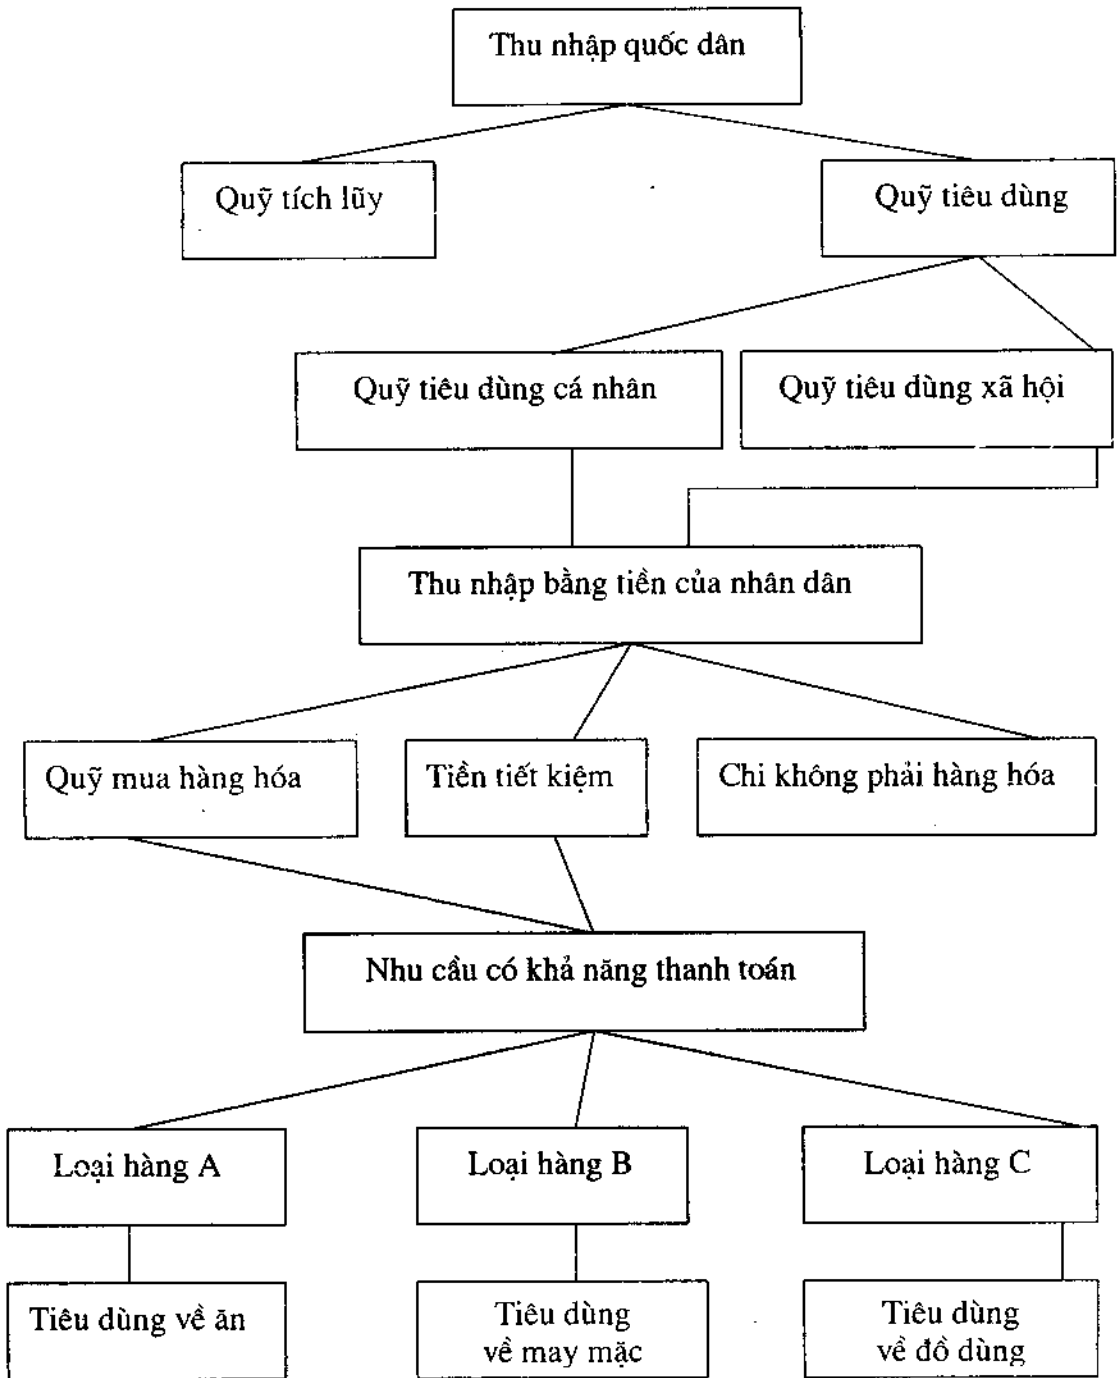 Thu nhập quốc dân
Quỹ tích lũy
Quỹ tiêu dùng
Quỹ tiêu dùng cá nhân
Quỹ tiêu dùng xã hội
Thu nhập bằng tiền của nhân dân
Quỹ mua hàng hóa
Tiền tiết kiệm
Chi không phải hàng hóa
Nhu cầu có khả năng thanh toán
Loại hàng A
Loại hàng B
Loại hàng C
Tiêu dùng về ăn
Tiêu dùng
về may mặc
Tiêu dùng
về đồ dùng